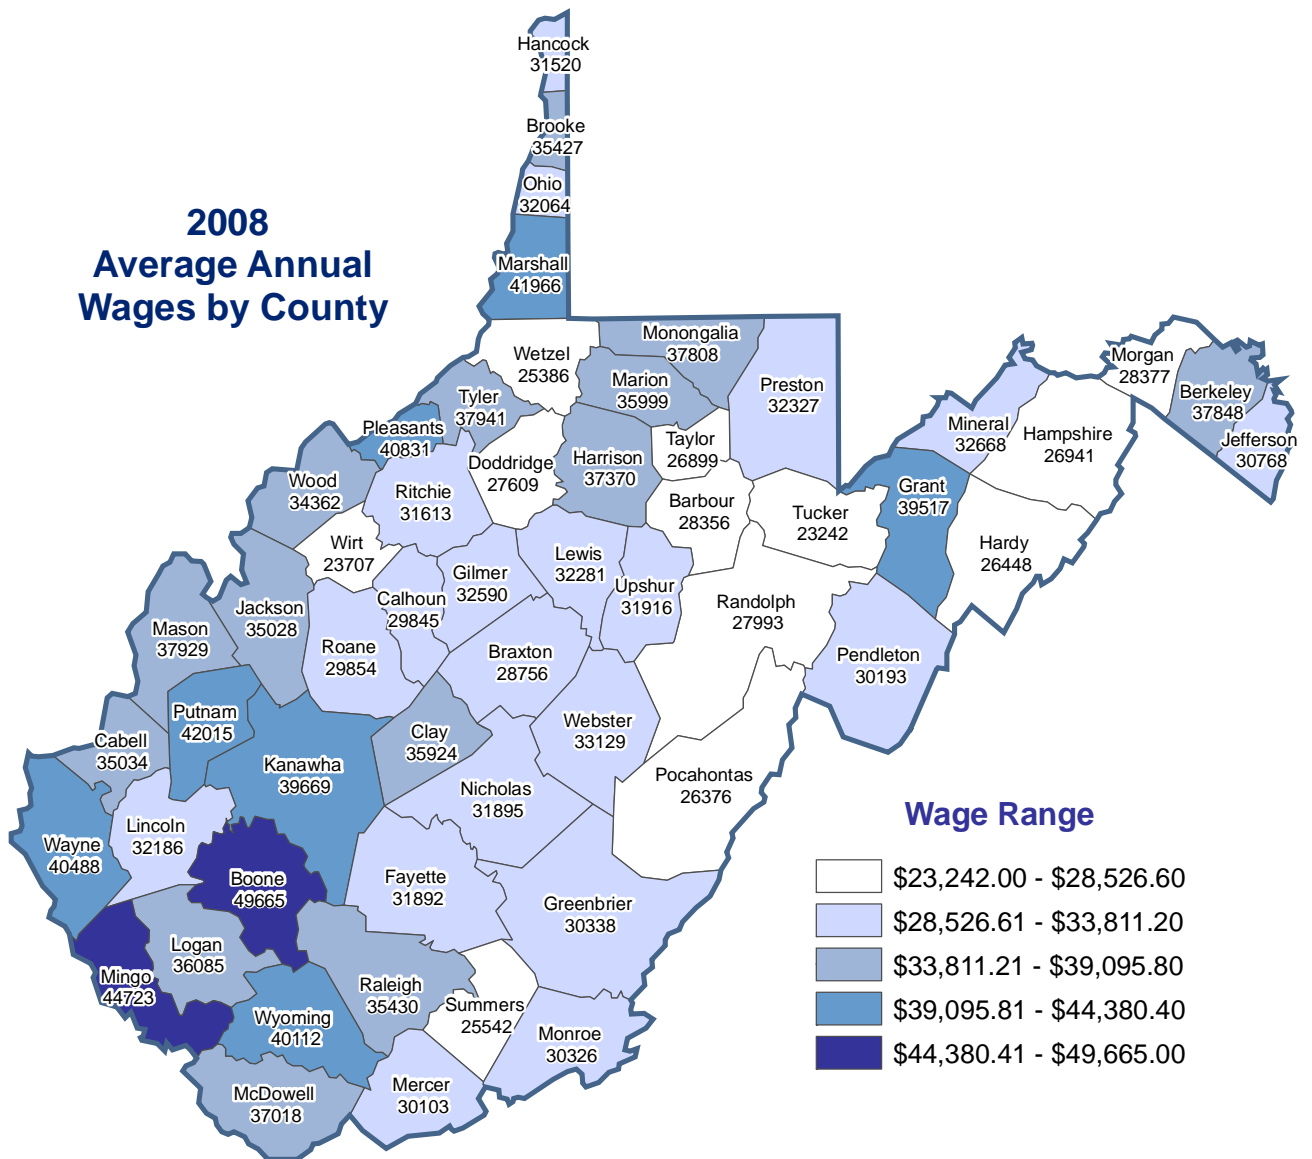 2008
Average Annual
Wages by County
Hancock
31520
Brooke
35427
Ohio
32064
Marshall
41966
Wetzel
25386
Monongalia
37808
Marion
35999
Preston
32327
Tyler
37941
Pleasants
40831
Doddridge
27609
Harrison
37370
Taylor
26899
Barbour
28356
Tucker
23242
Grant
39517
Mineral
32668
Hampshire
26941
Morgan
28377
Berkeley
37848
Jefferson
30768
Hardy
26448
Wood
34362
Ritchie
31613
Wirt
23707
Calhoun
29845
Gilmer
32590
Lewis
32281
Upshur
31916
Randolph
27993
Pendleton
30193
Mason
37929
Jackson
35028
Roane
29854
Braxton
28756
Webster
33129
Pocahontas
26376
Cabell
35034
Putnam
42015
Kanawha
39669
Clay
35924
Nicholas
31895
Wayne
40488
Lincoln
32186
Boone
49665
Fayette
31892
Greenbrier
30338
Mingo
44723
Logan
36085
Wyoming
40112
Raleigh
35430
Summers
25542
Monroe
30326
McDowell
37018
Mercer
30103
Wage Range
$23,242.00 - $28,526.60
$28,526.61 - $33,811.20
$33,811.21 - $39,095.80
$39,095.81 - $44,380.40
$44,380.41 - $49,665.00